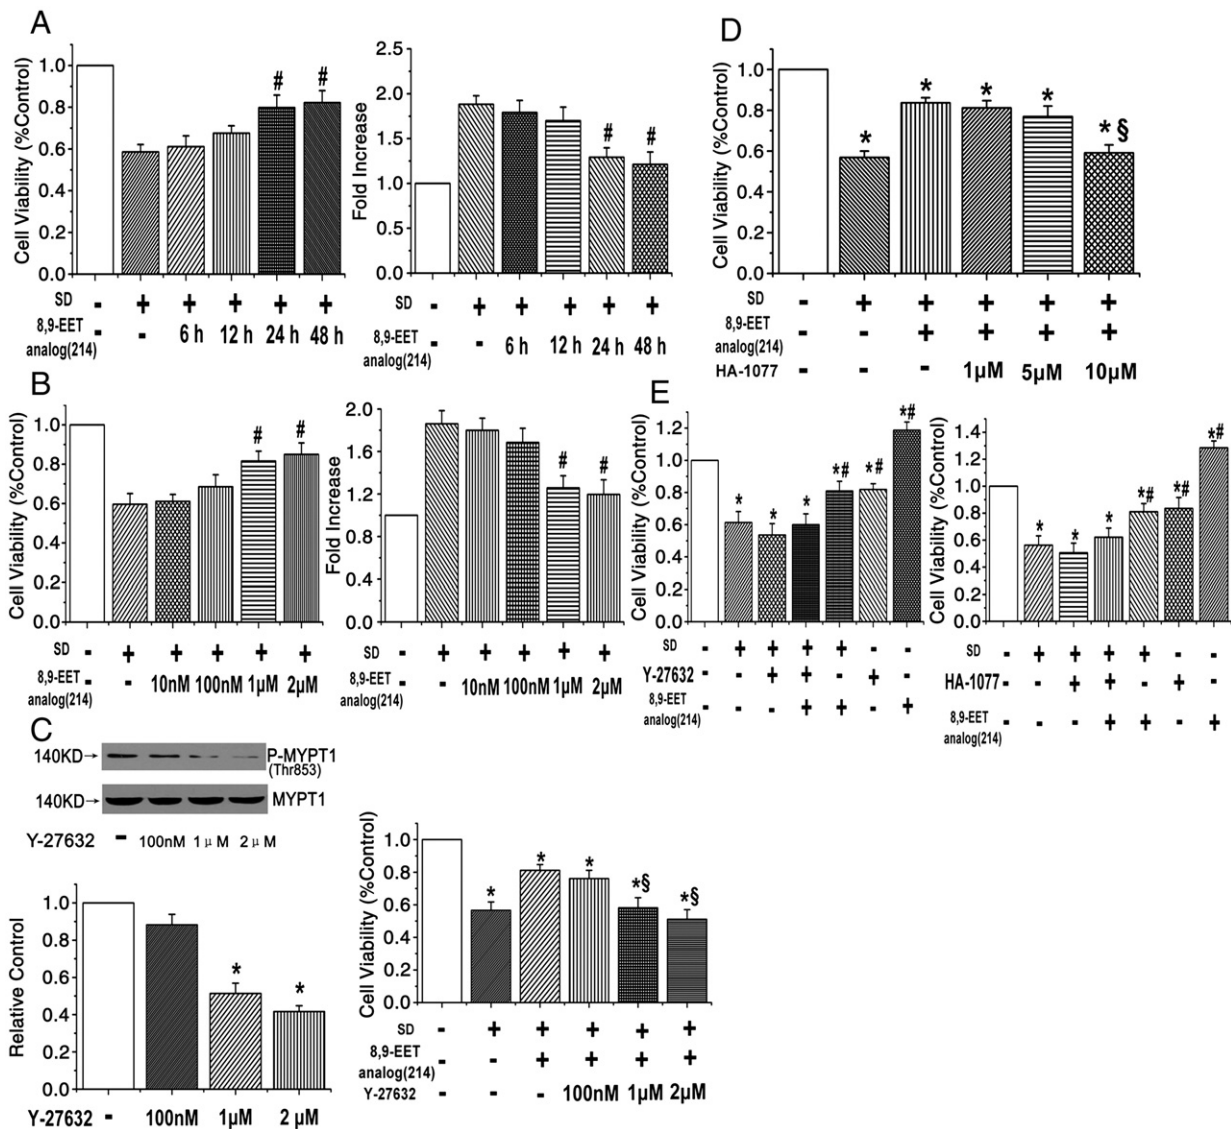 A
Cell Viability (%Control)
1.0
0.8
0.6
0.4
0.2
0.0
# #
SD - + + + + +
8,9-EET
analog(214) - - 6 h 12 h 24 h 48 h
Fold Increase
2.5
2.0
1.5
1.0
0.5
0.0
# #
SD - + + + + +
8,9-EET
analog(214) - - 6 h 12 h 24 h 48 h
D
Cell Viability (%Control)
1.0
0.8
0.6
0.4
0.2
0.0
* * * * *§
SD - + + + + +
8,9-EET
analog(214) - - + + + +
HA-1077 - - - 1μM 5μM 10μM
B
Cell Viability (%Control)
1.0
0.8
0.6
0.4
0.2
0.0
# #
SD - + + + + +
8,9-EET
analog(214) - - 10nM 100nM 1μM 2μM
Fold Increase
2.0
1.6
1.2
0.8
0.4
0.0
# #
SD - + + + + +
8,9-EET
analog(214) - - 10nM 100nM 1μM 2μM
E
Cell Viability (%Control)
1.2
1.0
0.8
0.6
0.4
0.2
0.0
* * * *# *# *#
SD - + + + + - -
Y-27632 - - + + - + -
8,9-EET
analog(214) - - - + + - +
Cell Viability (%Control)
1.4
1.2
1.0
0.8
0.6
0.4
0.2
0.0
* * * *# *# *#
SD - + + + + - -
HA-1077 - - + + - + -
8,9-EET
analog(214) - - - + + - +
C
140KD→ P-MYPT1
(Thr853)
140KD→ MYPT1
Y-27632 - 100nM 1μM 2μM
Relative Control
1.0
0.8
0.6
0.4
0.2
0.0
* *
Y-27632 - 100nM 1μM 2 μM
Cell Viability (%Control)
1.0
0.8
0.6
0.4
0.2
0.0
* * * *§ *§
SD - + + + + +
8,9-EET
analog(214) - - + + + +
Y-27632 - - - 100nM 1μM 2μM